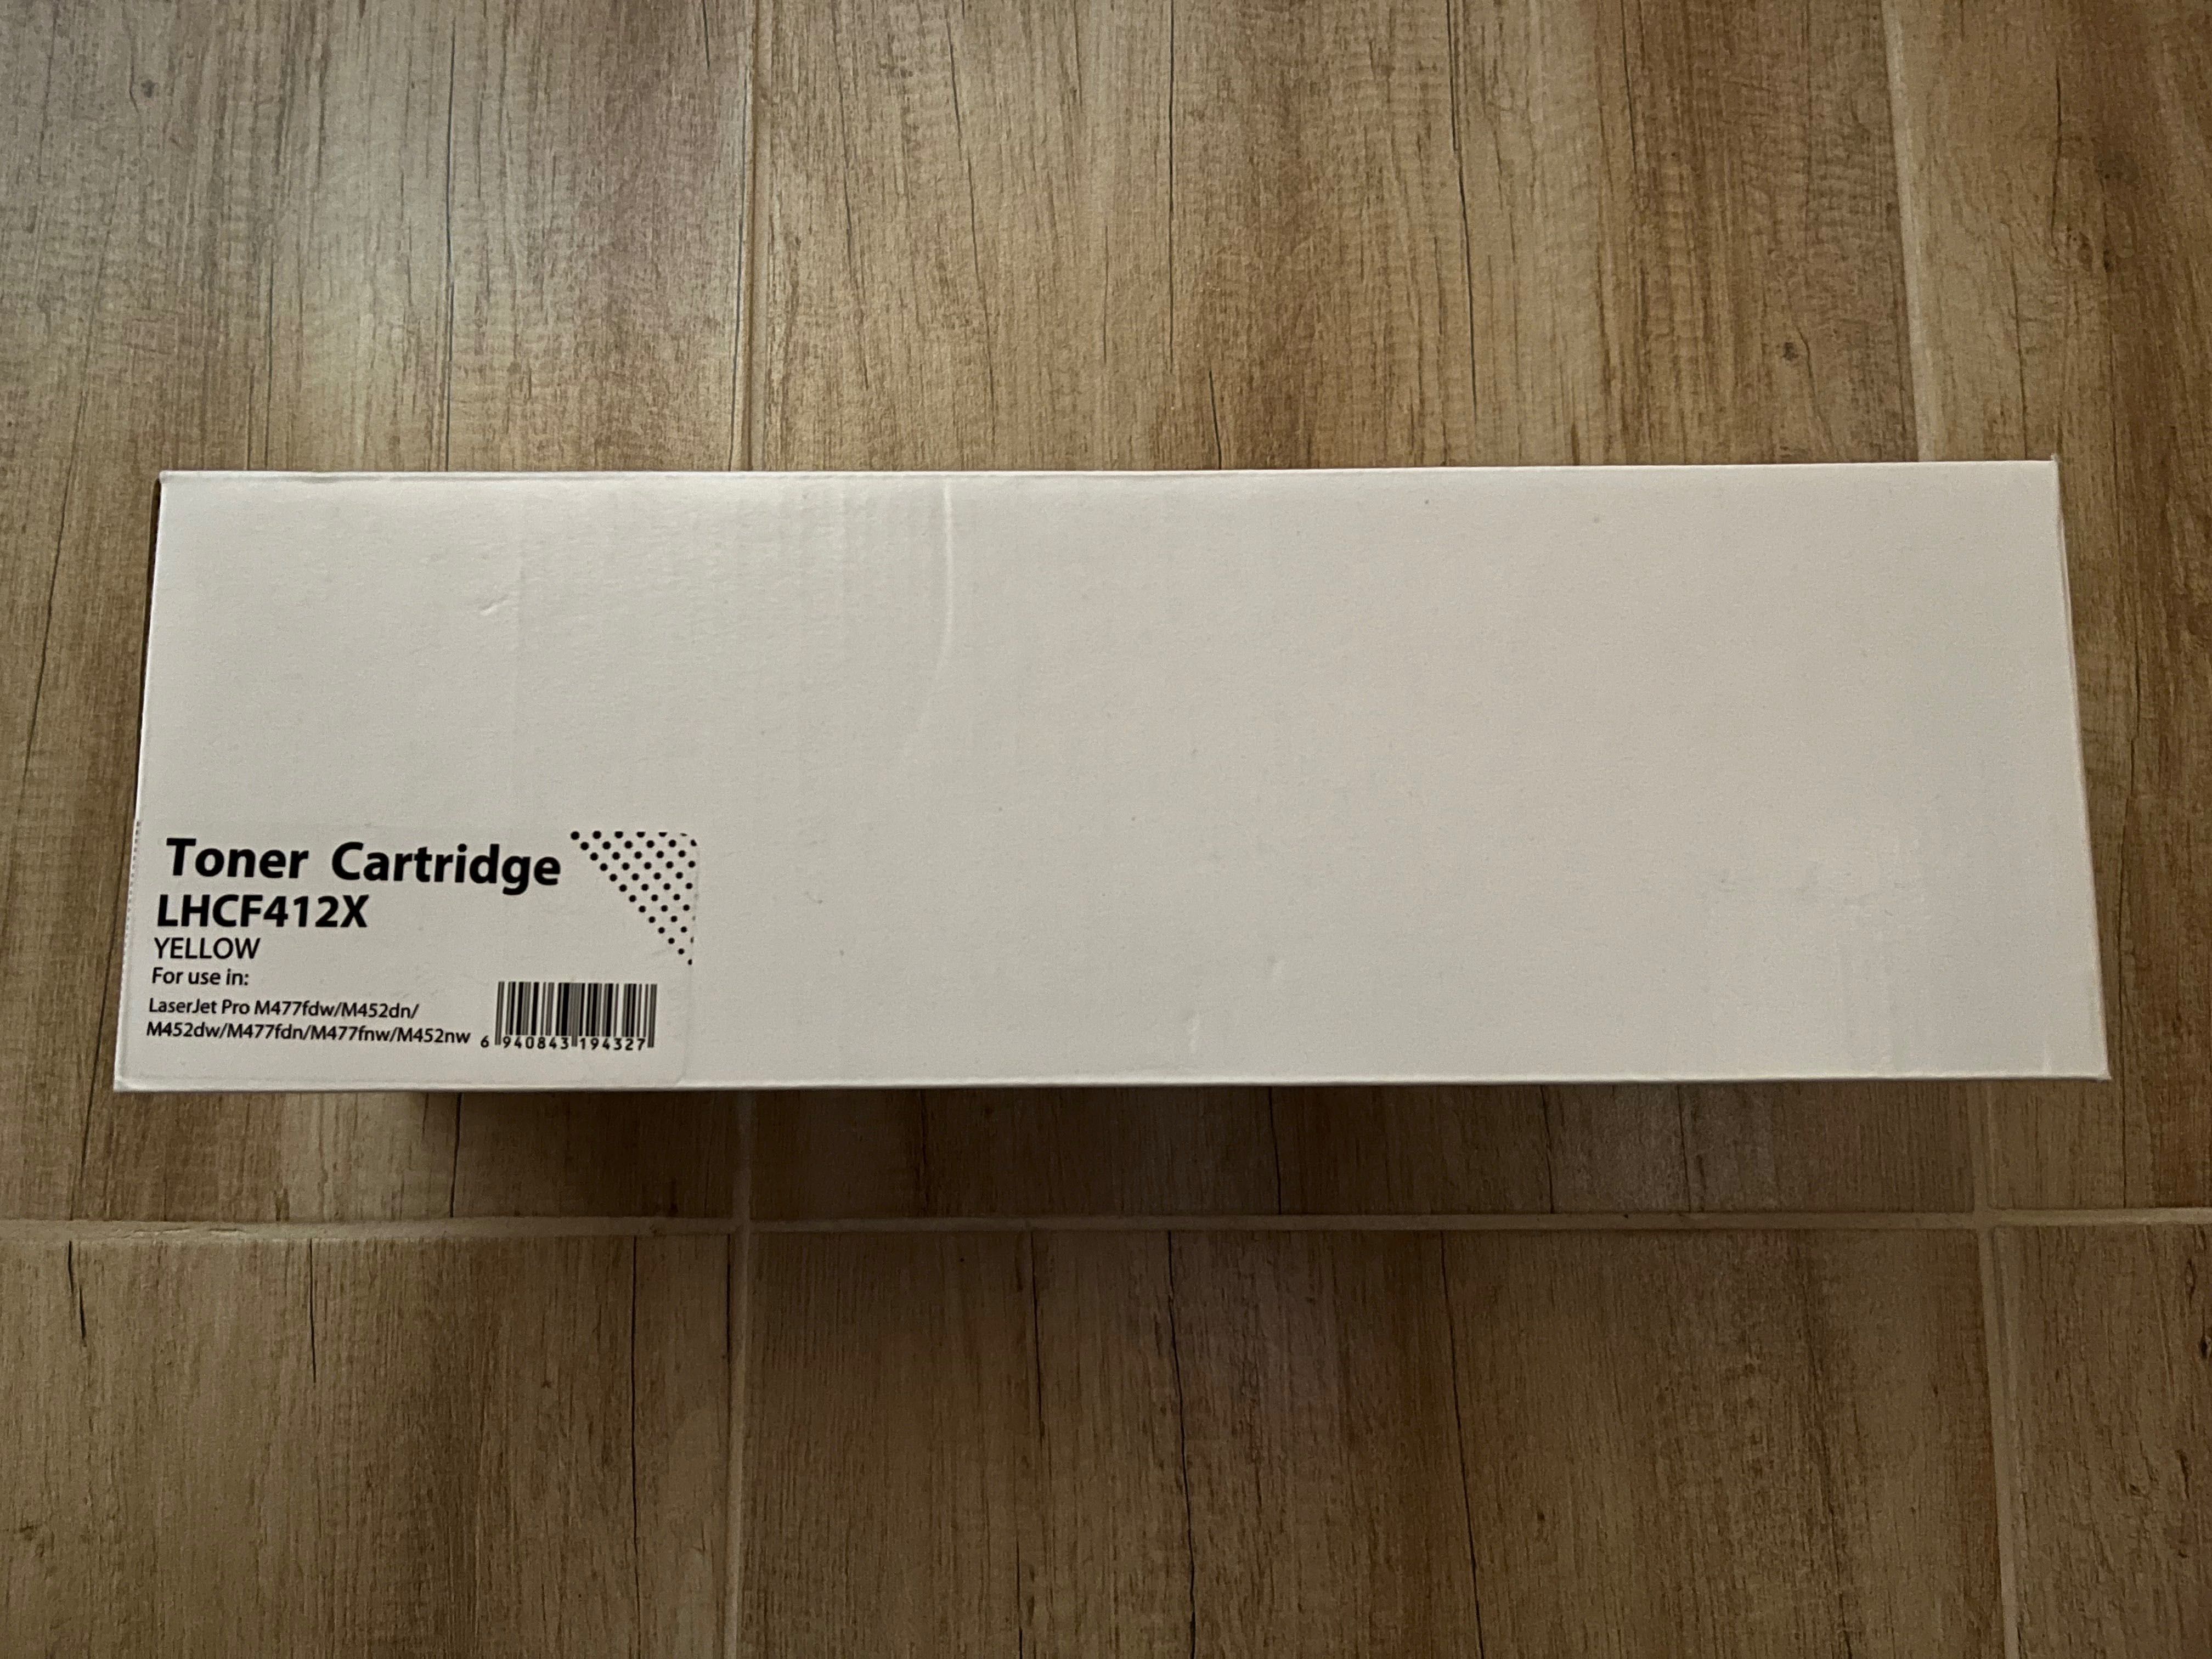 Toner Cartridge
LHCF412X
YELLOW
For use in:
LaserJet Pro M477fdw/M452dn/
M452dw/M477fdn/M477fnw/M452nw
6 940843 194327